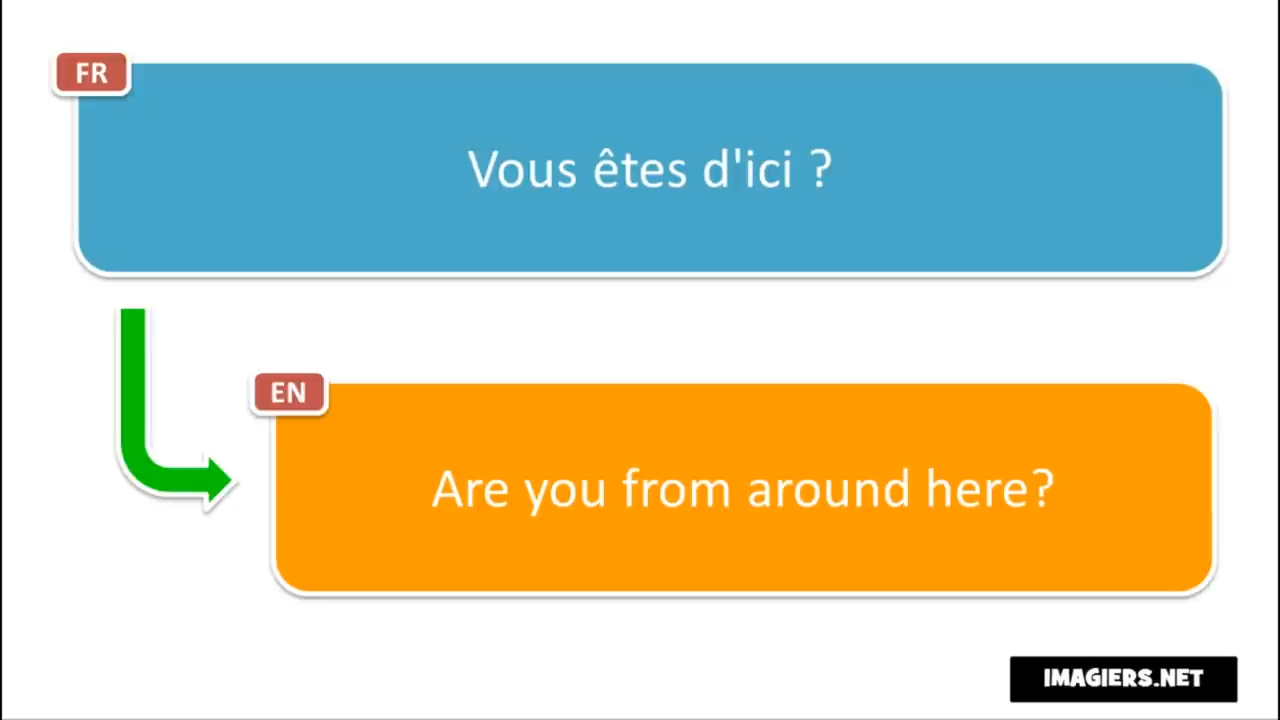 FR
Vous êtes d'ici ?
EN
Are you from around here?
IMAGIERS.NET